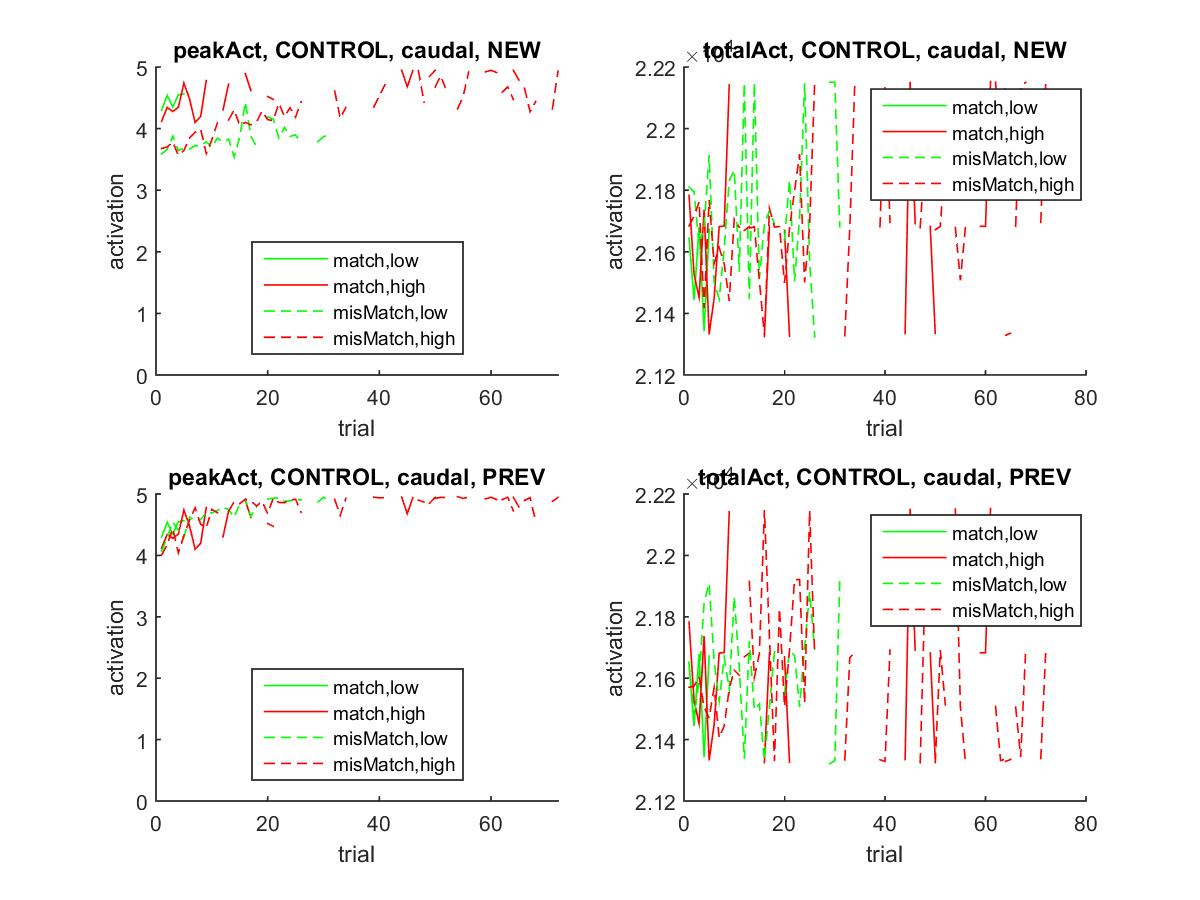 peakAct, CONTROL, caudal, NEW
5
4
3
2
1
0
activation
match,low
match,high
misMatch,low
misMatch,high
0 20 40 60
trial
totalAct, CONTROL, caudal, NEW
2.22
2.2
2.18
2.16
2.14
2.12
activation
match,low
match,high
misMatch,low
misMatch,high
0 20 40 60 80
trial
peakAct, CONTROL, caudal, PREV
5
4
3
2
1
0
activation
match,low
match,high
misMatch,low
misMatch,high
0 20 40 60
trial
totalAct, CONTROL, caudal, PREV
2.22
2.2
2.18
2.16
2.14
2.12
activation
match,low
match,high
misMatch,low
misMatch,high
0 20 40 60 80
trial